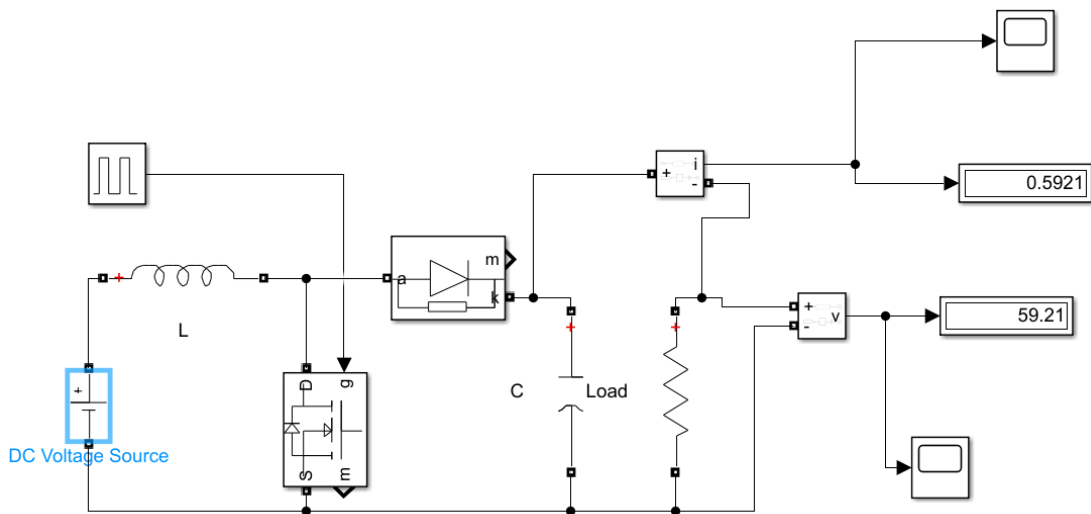 i
+
-
0.5921
m
a
k
+
L
D
g
+
v
-
59.21
+
+
C
Load
+
S
m
DC Voltage Source